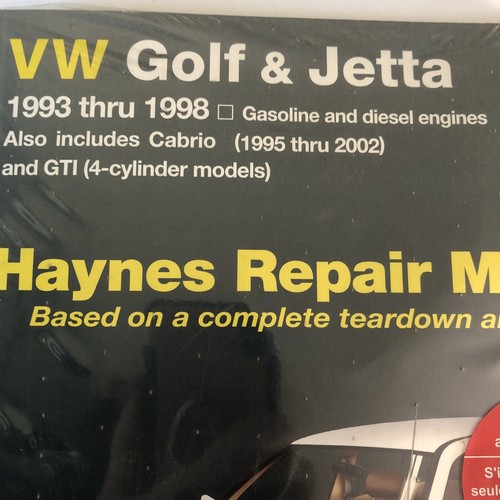 VW Golf & Jetta
1993 thru 1998 □ Gasoline and diesel engines
Also includes Cabrio (1995 thru 2002)
and GTI (4-cylinder models)
Haynes Repair M
Based on a complete teardown a
a
S'i
seule